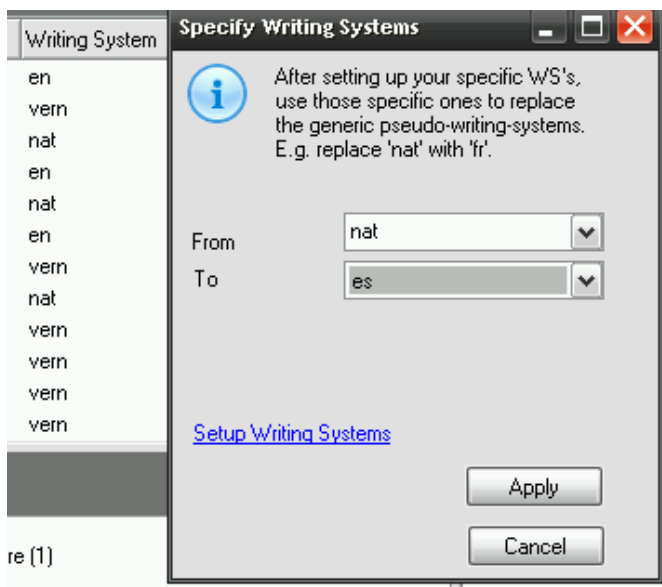 Writing System
en
vern
nat
en
nat
en
vern
nat
vern
vern
vern
vern
re (1)
Specify Writing Systems
After setting up your specific WS's,
use those specific ones to replace
the generic pseudo-writing-systems.
E.g. replace 'nat' with 'fr'.
From nat
To es
Setup Writing Systems
Apply
Cancel